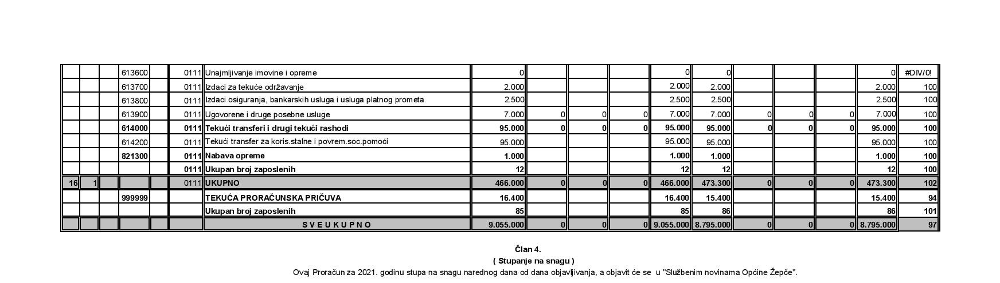 613600 0111 Unajmljivanje imovine i opreme 0 0 0 0 #DIV/0!
613700 0111 Izdaci za tekuće održavanje 2.000 2.000 2.000 2.000 100
613800 0111 Izdaci osiguranja, bankarskih usluga i usluga platnog prometa 2.500 2.500 2.500 2.500 100
613900 0111 Ugovorene i druge posebne usluge 7.000 0 0 0 7.000 7.000 0 0 0 7.000 100
614000 0111 Tekući transferi i drugi tekući rashodi 95.000 0 0 0 95.000 95.000 0 0 0 95.000 100
614200 0111 Tekući transfer za koris.stalne i povrem.soc.pomoći 95.000 95.000 95.000 95.000 100
821300 0111 Nabava opreme 1.000 1.000 1.000 1.000 100
0111 Ukupan broj zaposlenih 12 12 12 12 100
16 1 0111 UKUPNO 466.000 0 0 0 466.000 473.300 0 0 0 473.300 102
999999 TEKUĆA PRORAČUNSKA PRIČUVA 16.400 16.400 15.400 15.400 94
Ukupan broj zaposlenih 85 85 86 86 101
S V E U K U P N O 9.055.000 0 0 0 9.055.000 8.795.000 0 0 0 8.795.000 97
Član 4.
( Stupanje na snagu )
Ovaj Proračun za 2021. godinu stupa na snagu narednog dana od dana objavljivanja, a objavit će se u "Službenim novinama Općine Žepče".